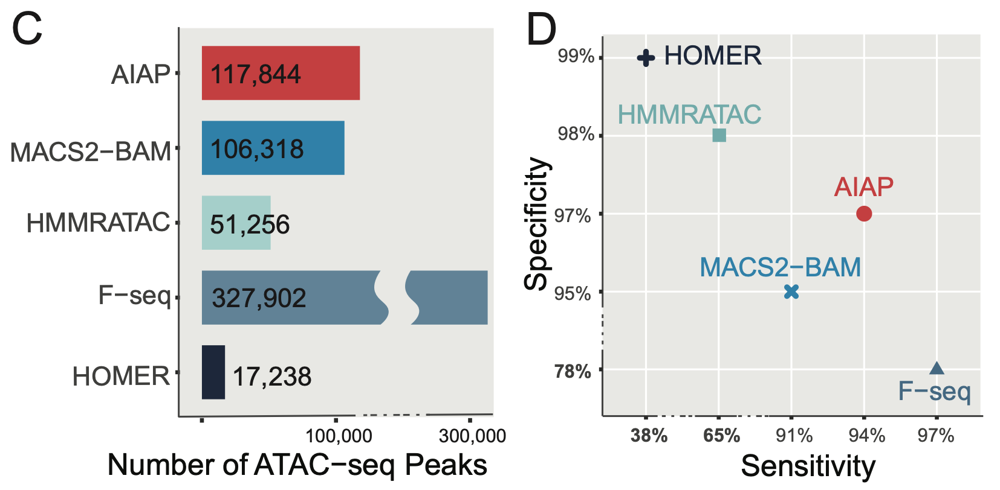 C
AIAP
117,844
MACS2−BAM
106,318
HMMRATAC
51,256
F−seq
327,902
HOMER
17,238
100,000
300,000
Number of ATAC−seq Peaks
D
Specificity
99%
98%
97%
95%
78%
HOMER
HMMRATAC
AIAP
MACS2−BAM
F−seq
38%
65%
91%
94%
97%
Sensitivity